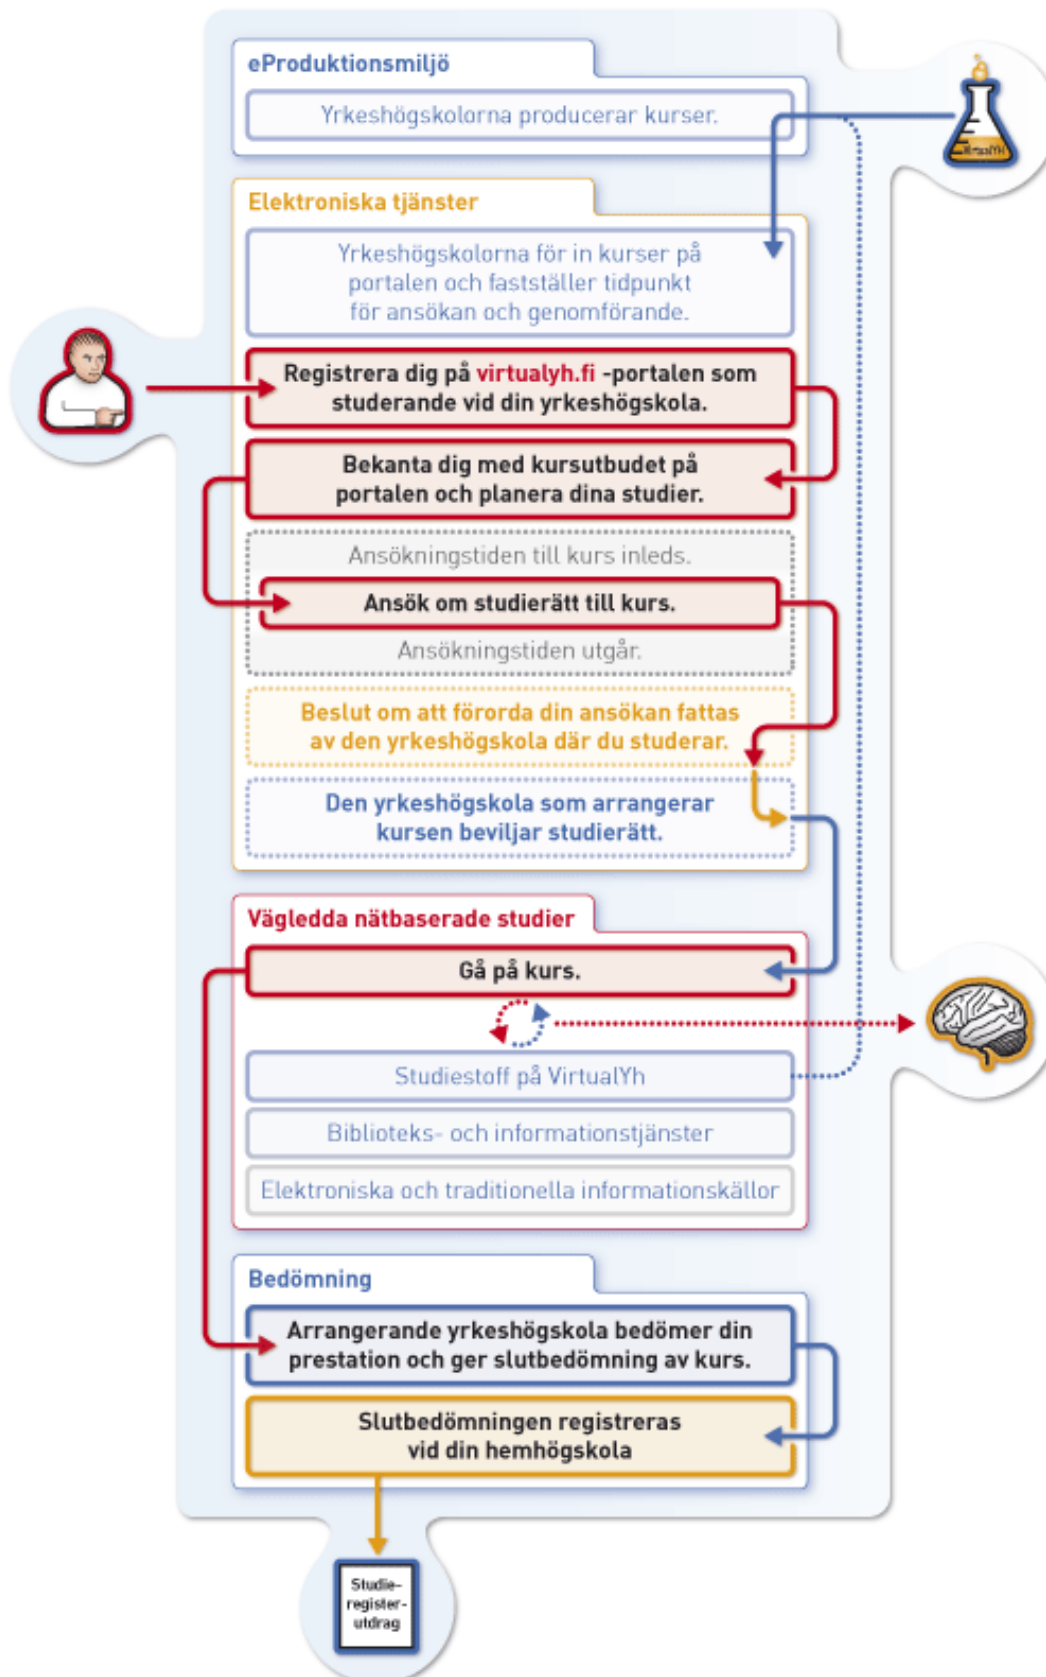 eProduktionsmiljö
Yrkeshögskolorna producerar kurser.
VirtualYH
Elektroniska tjänster
Yrkeshögskolorna för in kurser på
portalen och fastställer tidpunkt
för ansökan och genomförande.
Registrera dig på virtualyh.fi -portalen som
studerande vid din yrkeshögskola.
Bekanta dig med kursutbudet på
portalen och planera dina studier.
Ansökningstiden till kurs inleds.
Ansök om studierätt till kurs.
Ansökningstiden utgår.
Beslut om att förorda din ansökan fattas
av den yrkeshögskola där du studerar.
Den yrkeshögskola som arrangerar
kursen beviljar studierätt.
Vägledda nätbaserade studier
Gå på kurs.
Studiestoff på VirtualYh
Biblioteks- och informationstjänster
Elektroniska och traditionella informationskällor
Bedömning
Arrangerande yrkeshögskola bedömer din
prestation och ger slutbedömning av kurs.
Slutbedömningen registreras
vid din hemhögskola
Studie-
register-
utdrag